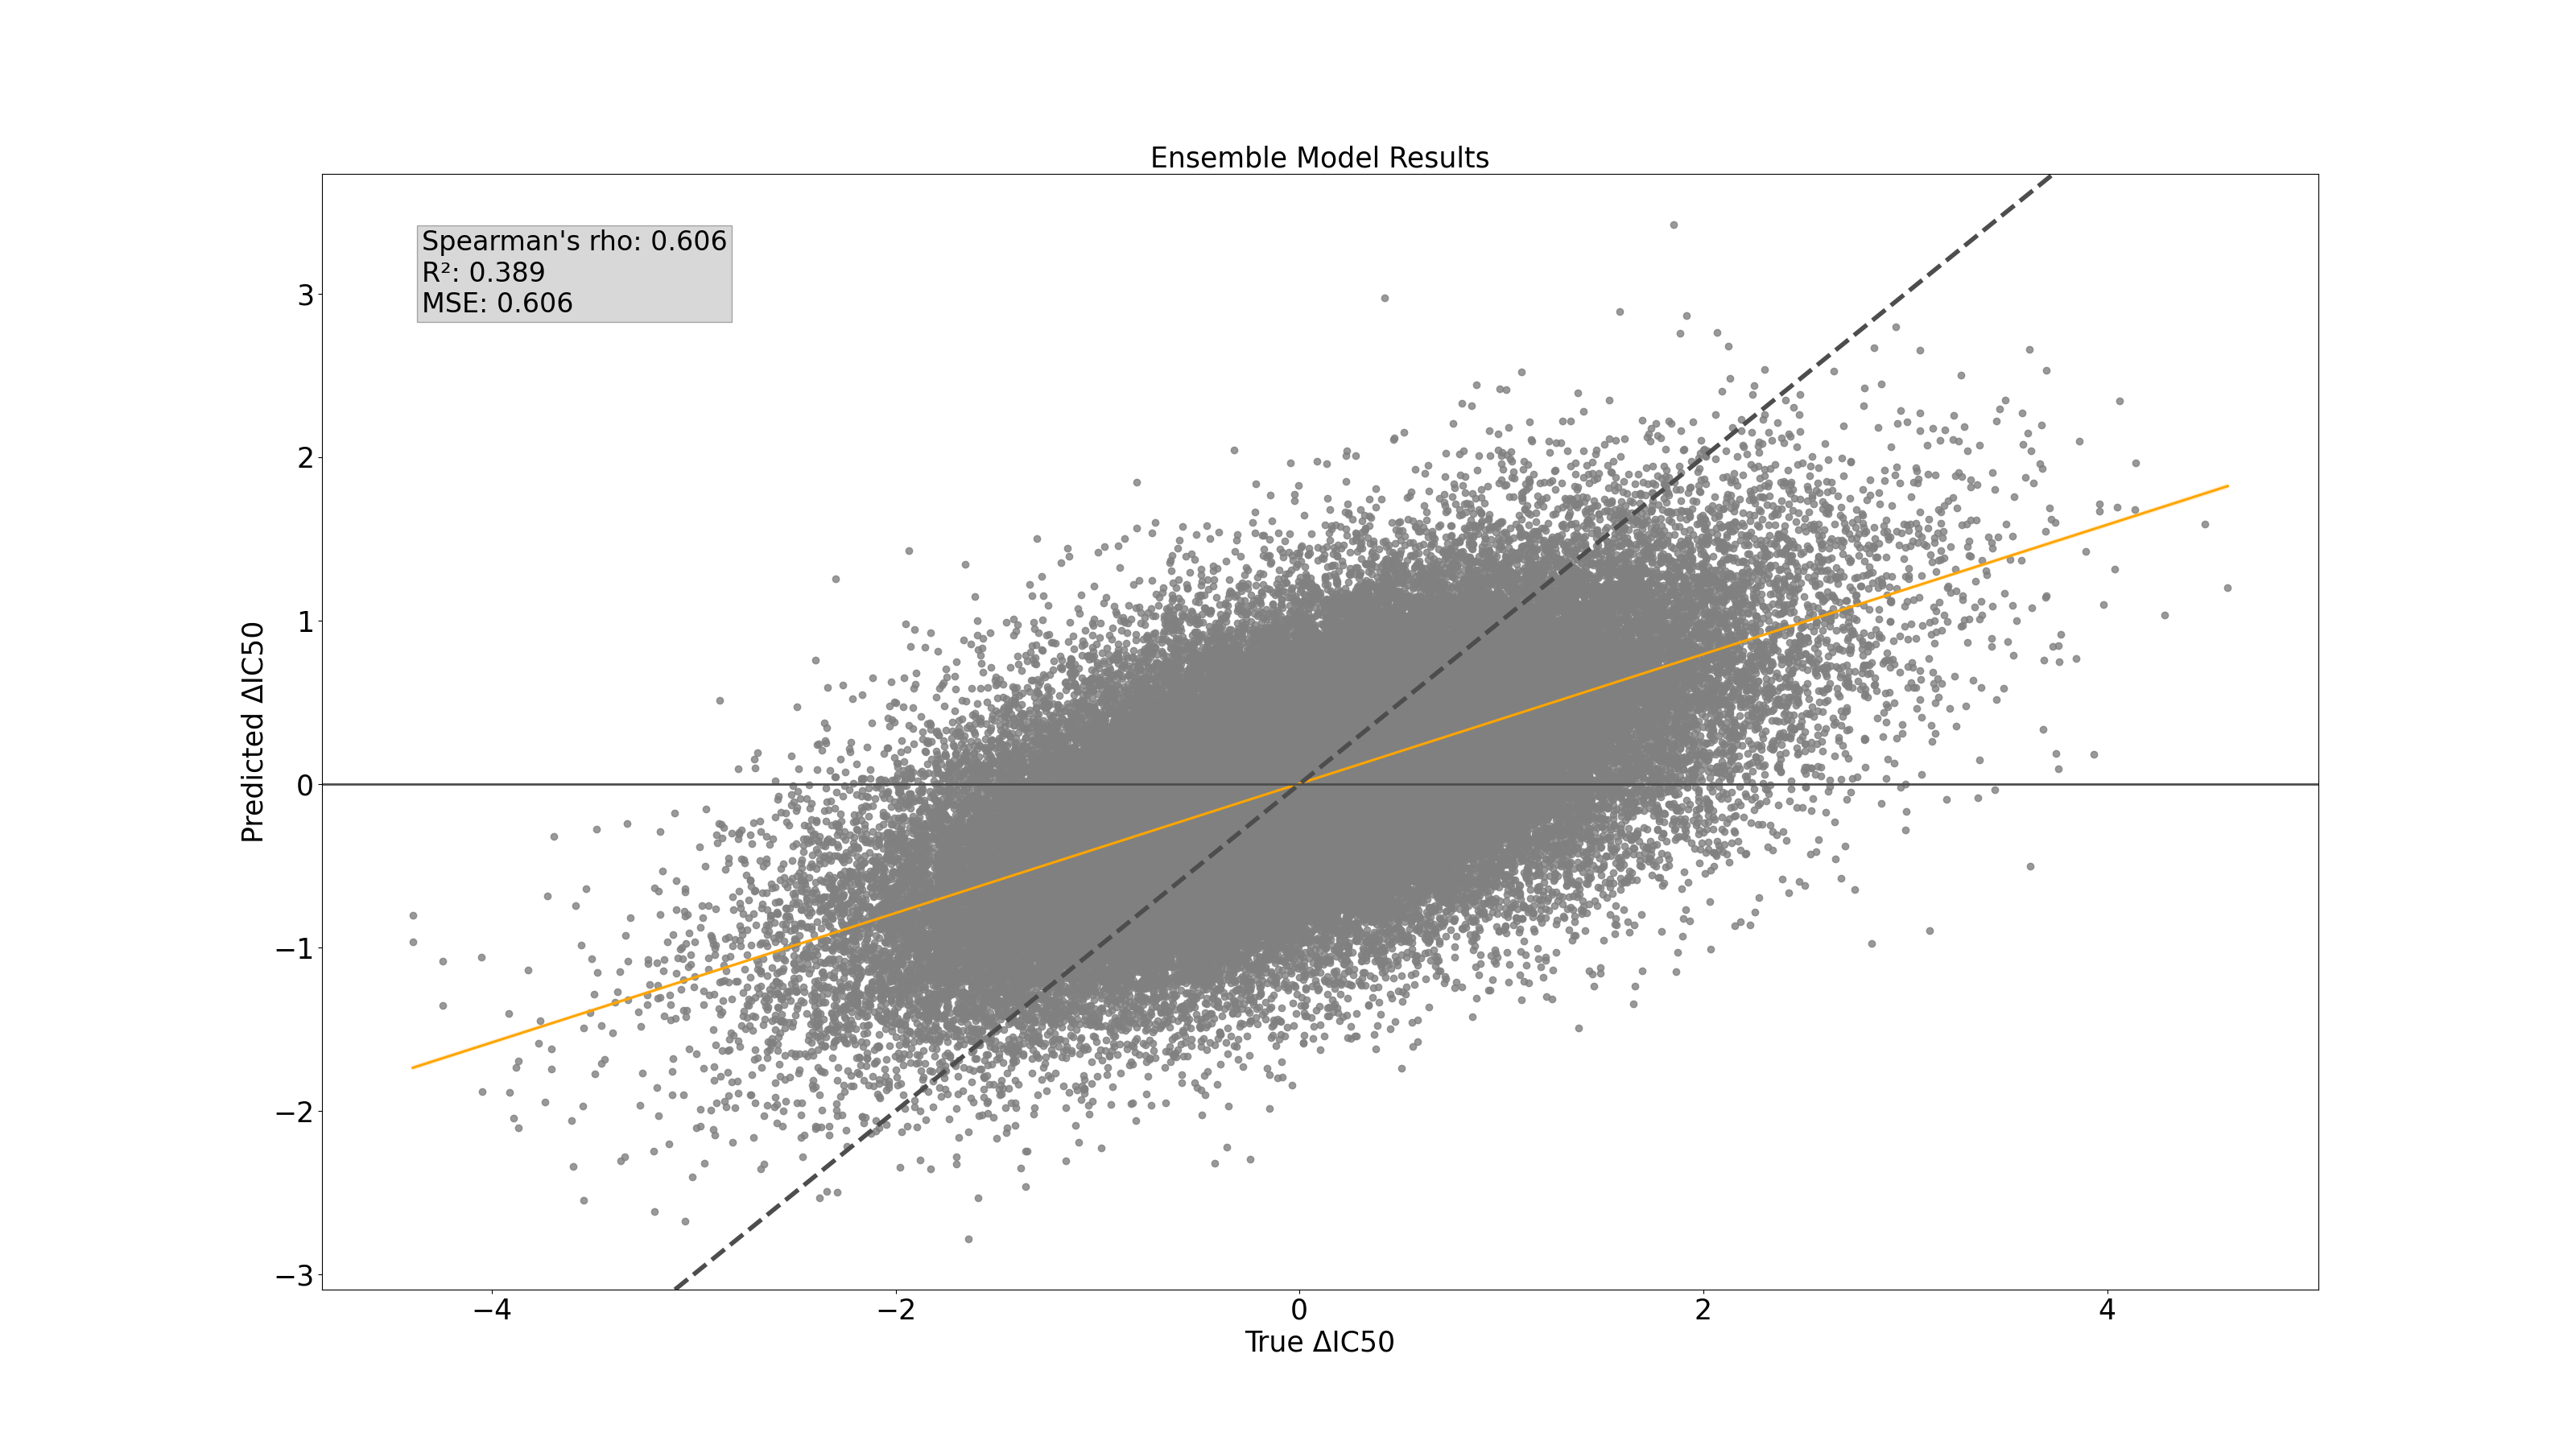 Ensemble Model Results
Spearman's rho: 0.606
R²: 0.389
MSE: 0.606
3
2
1
0
−1
−2
−3
Predicted ΔIC50
−4 −2 0 2 4
True ΔIC50